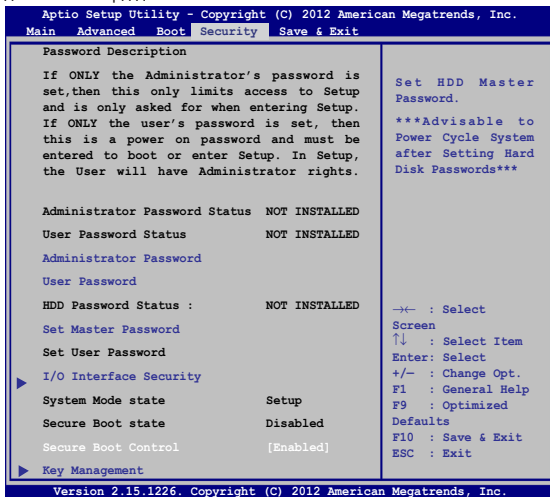 Aptio Setup Utility - Copyright (C) 2012 American Megatrends, Inc.
Main Advanced Boot Security Save & Exit
Password Description
If ONLY the Administrator's password is
set,then this only limits access to Setup
and is only asked for when entering Setup.
If ONLY the user's password is set, then
this is a power on password and must be
entered to boot or enter Setup. In Setup,
the User will have Administrator rights.
Administrator Password Status NOT INSTALLED
User Password Status NOT INSTALLED
Administrator Password
User Password
HDD Password Status : NOT INSTALLED
Set Master Password
Set User Password
I/O Interface Security
System Mode state Setup
Secure Boot state Disabled
Secure Boot Control [Enabled]
Key Management
Set HDD Master
Password.
***Advisable to
Power Cycle System
after Setting Hard
Disk Passwords***
→← : Select
Screen
↑↓ : Select Item
Enter: Select
+/— : Change Opt.
F1 : General Help
F9 : Optimized
Defaults
F10 : Save & Exit
ESC : Exit
Version 2.15.1226. Copyright (C) 2012 American Megatrends, Inc.